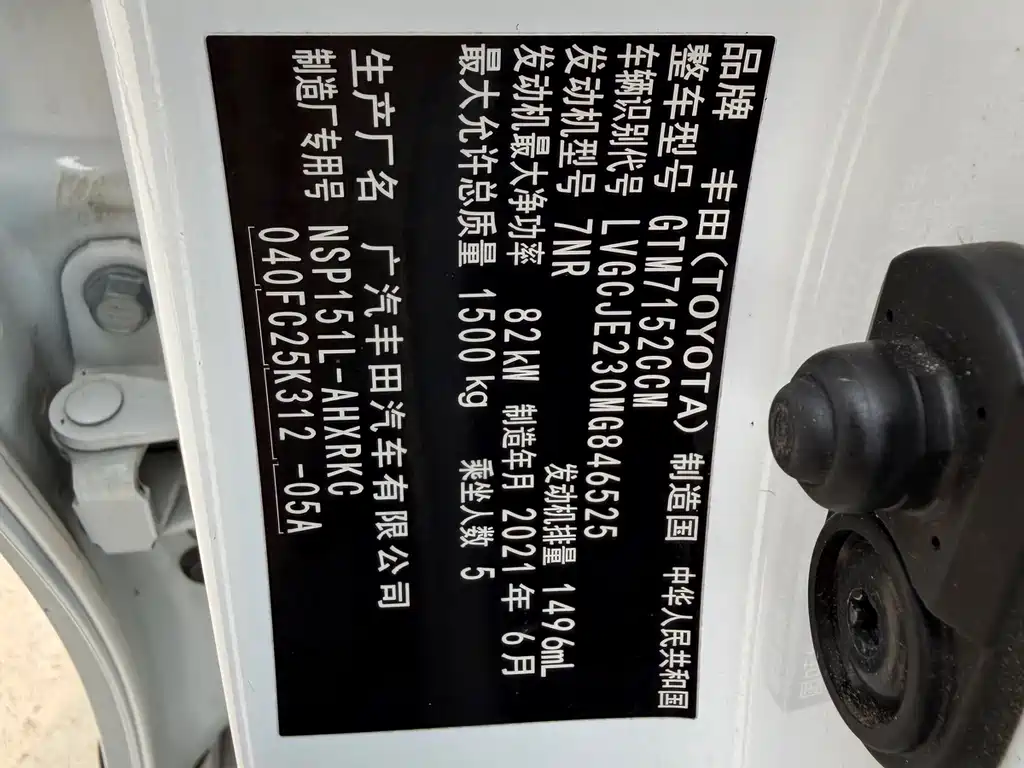 品牌 丰田(TOYOTA) 制造国 中华人民共和国
整车型号 GTM7152CCM
车辆识别代号 LVGCJE230MG846525
发动机型号 7NR 发动机排量 1496mL
发动机最大净功率 82kW 制造年月 2021年 6月
最大允许总质量 1500kg 乘坐人数 5
生产厂名 广汽丰田汽车有限公司
制造厂专用号 NSP151L-AHXRKC
040FC25K312 -05A